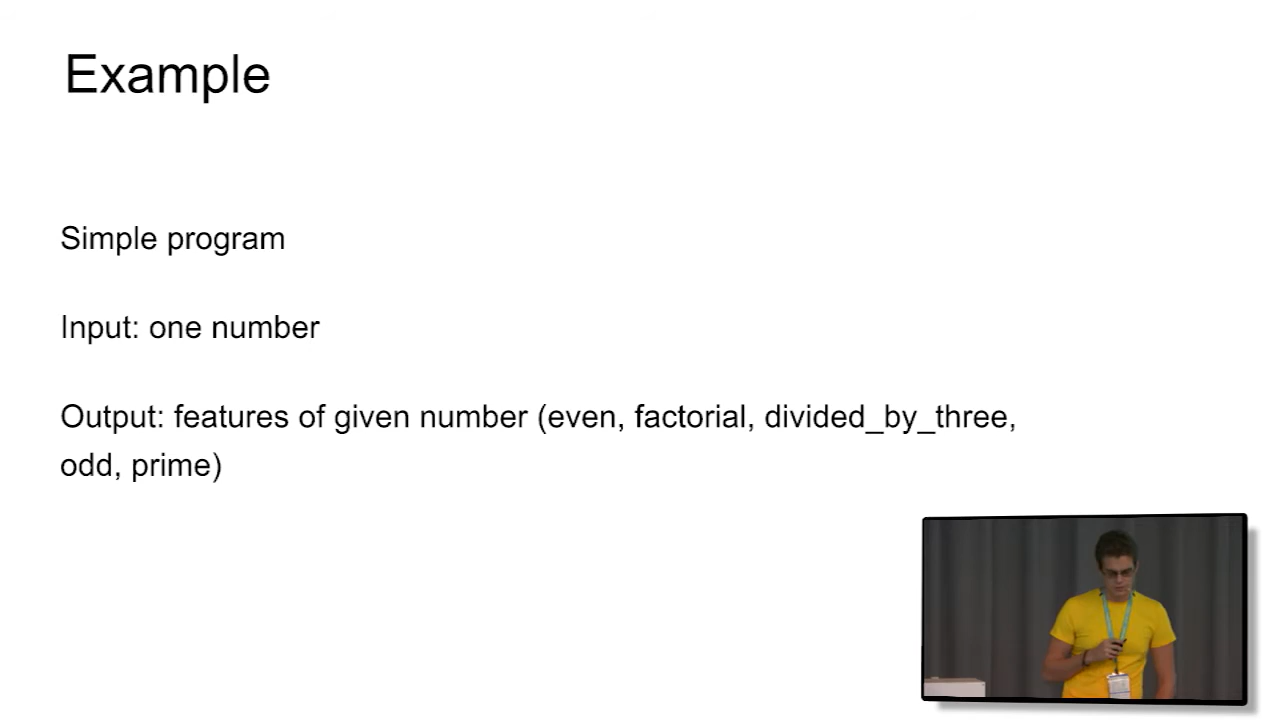 Example
Simple program
Input: one number
Output: features of given number (even, factorial, divided_by_three,
odd, prime)